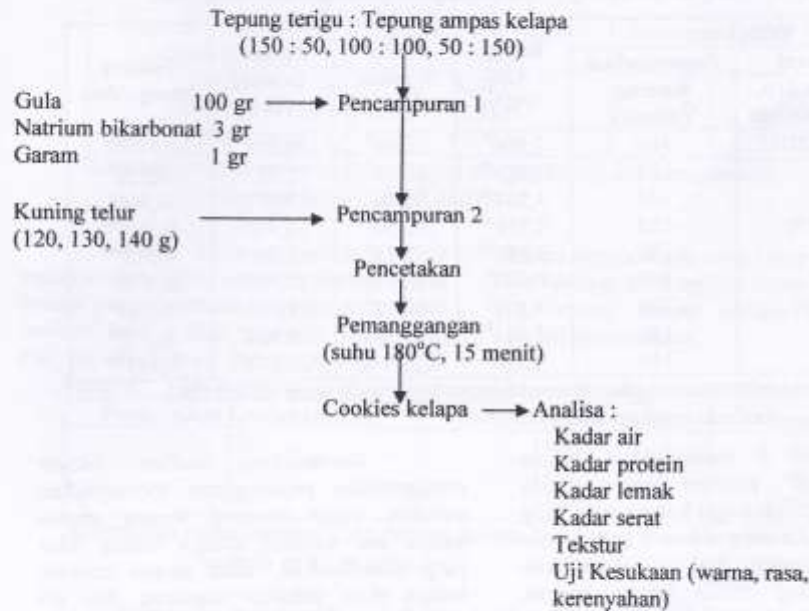 Tepung terigu : Tepung ampas kelapa
(150 : 50, 100 : 100, 50 : 150)
Gula 100 gr
Natrium bikarbonat 3 gr
Garam 1 gr
Pencampuran 1
Kuning telur
(120, 130, 140 g)
Pencampuran 2
Pencetakan
Pemanggangan
(suhu 180°C, 15 menit)
Cookies kelapa
Analisa :
Kadar air
Kadar protein
Kadar lemak
Kadar serat
Tekstur
Uji Kesukaan (warna, rasa,
kerenyahan)